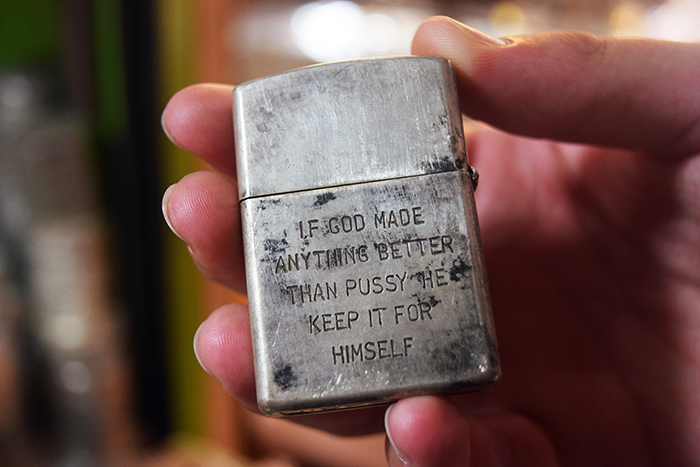 IF GOD MADE
ANYTHING BETTER
THAN PUSSY HE
KEEP IT FOR
HIMSELF